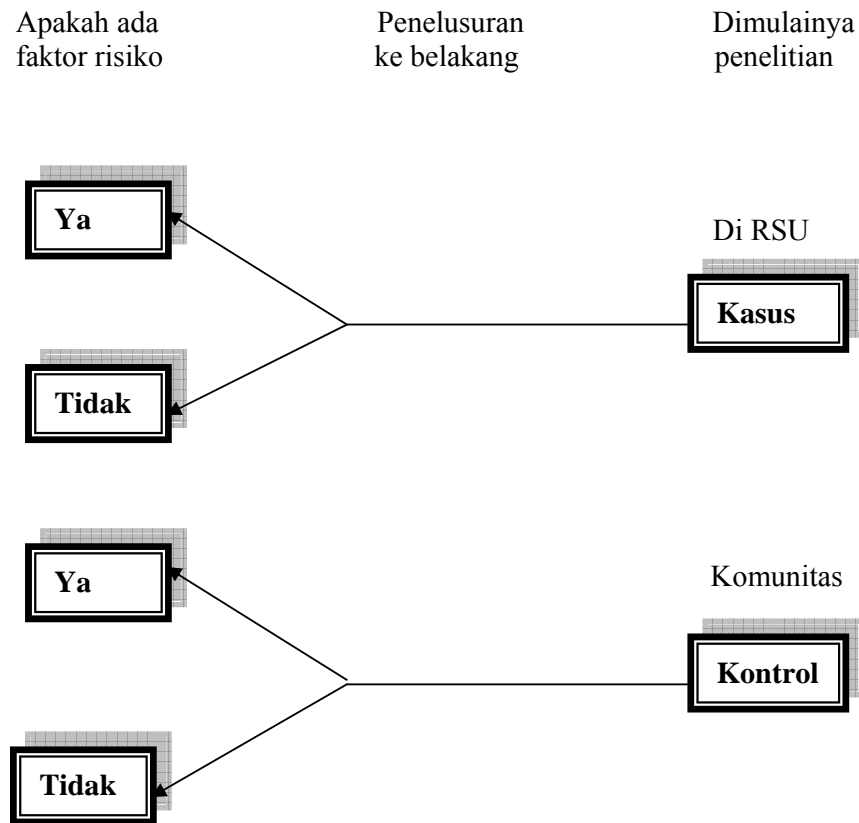 Apakah ada
faktor risiko
Penelusuran
ke belakang
Dimulainya
penelitian
Ya
Di RSU
Kasus
Tidak
Ya
Komunitas
Kontrol
Tidak